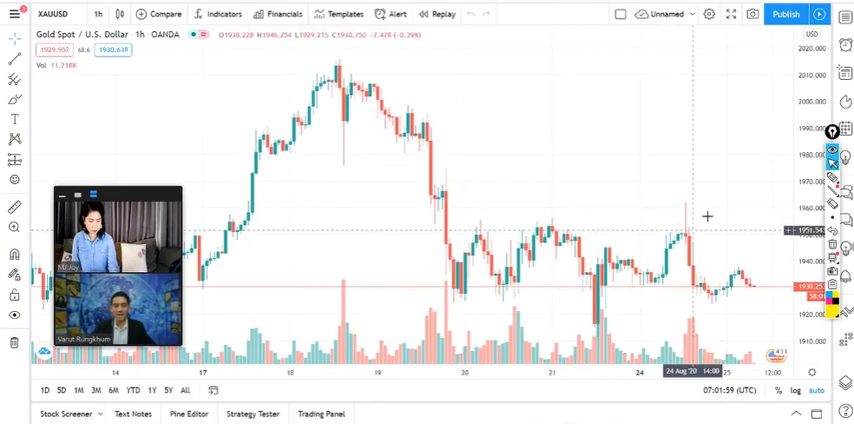 3
XAUUSD 1h Compare Indicators Financials Templates Alert Replay Unnamed Publish
Gold Spot / U.S. Dollar · 1h · OANDA O1938.228 H1946.254 L1929.215 C1930.750 -7.478 (-0.39%) USD
1929.957 68.6 1930.638
Vol 11.218K
2020.000
2010.000
2000.000
1990.000
1980.000
1970.000
1960.000
1951.543
1940.000
1930.253
58:01
1920.000
1910.000
MJ Joy
Varut Rungkhum
14 17 18 19 20 21 24 24 Aug '20 14:00 25 12:00
1D 5D 1M 3M 6M YTD 1Y 5Y All 07:01:59 (UTC) % log auto
Stock Screener Text Notes Pine Editor Strategy Tester Trading Panel